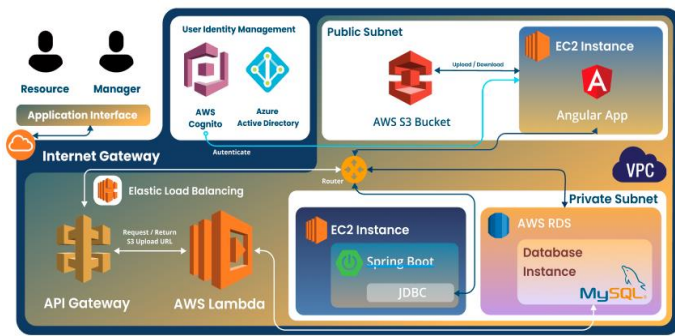 Resource
Manager
Application Interface
User Identity Management
AWS
Cognito
Azure
Active Directory
Autenticate
Public Subnet
AWS S3 Bucket
Upload / Download
EC2 Instance
Angular App
Internet Gateway
VPC
Router
Elastic Load Balancing
Request / Return
S3 Upload URL
API Gateway
AWS Lambda
Private Subnet
EC2 Instance
Spring Boot
JDBC
AWS RDS
Database
Instance
MySQL